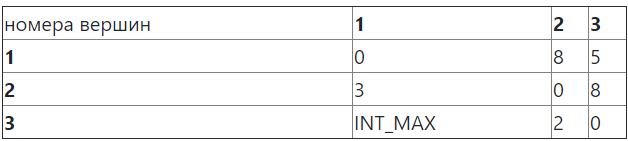 номера вершин 1 2 3
1 0 8 5
2 3 0 8
3 INT_MAX 2 0